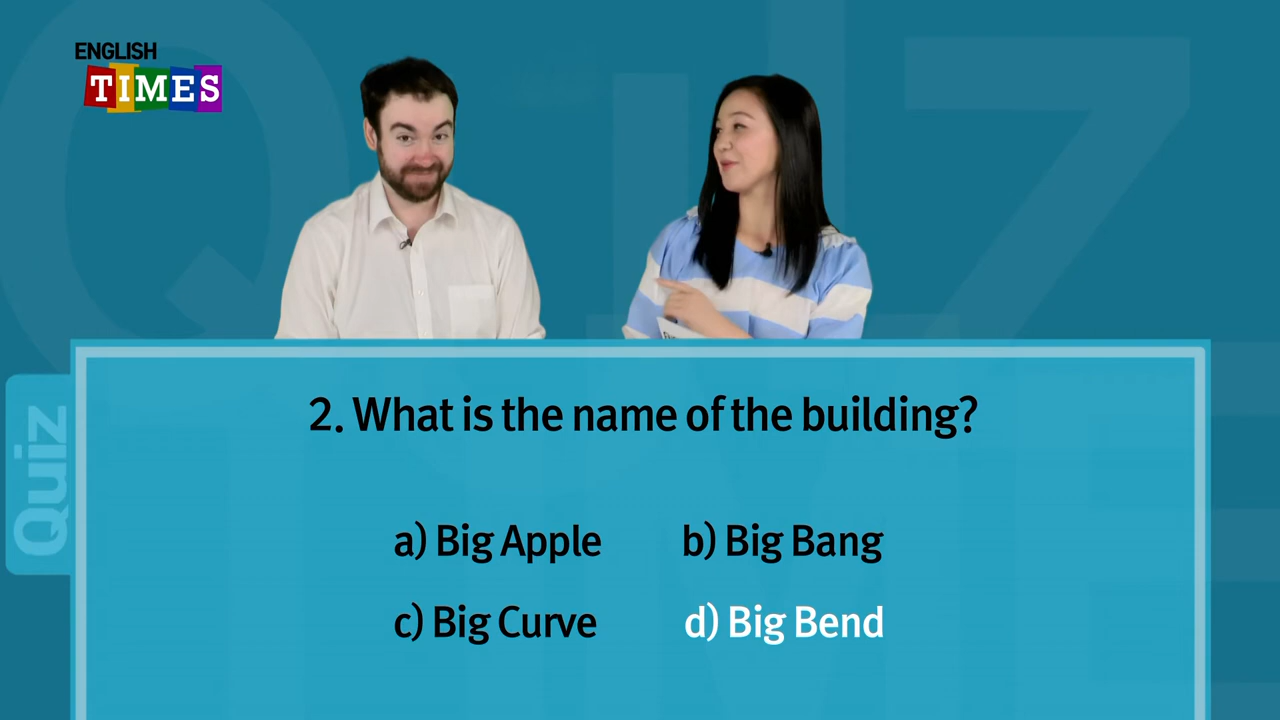 ENGLISH
TIMES
Quiz
2. What is the name of the building?
a) Big Apple b) Big Bang
c) Big Curve d) Big Bend